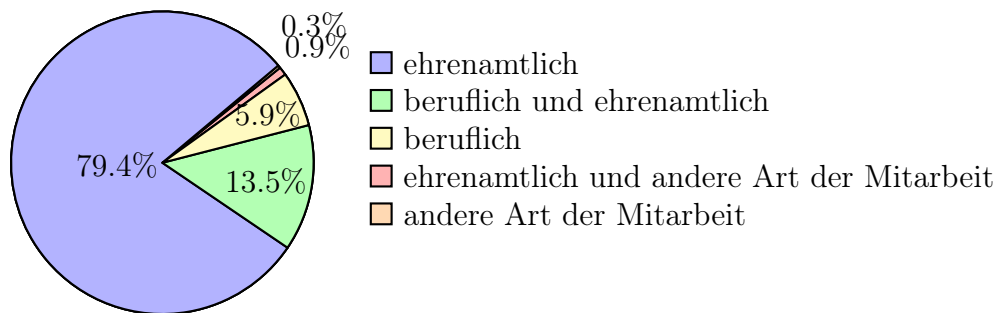 0.3%
0.9%
5.9%
79.4%
13.5%
ehrenamtlich
beruflich und ehrenamtlich
beruflich
ehrenamtlich und andere Art der Mitarbeit
andere Art der Mitarbeit